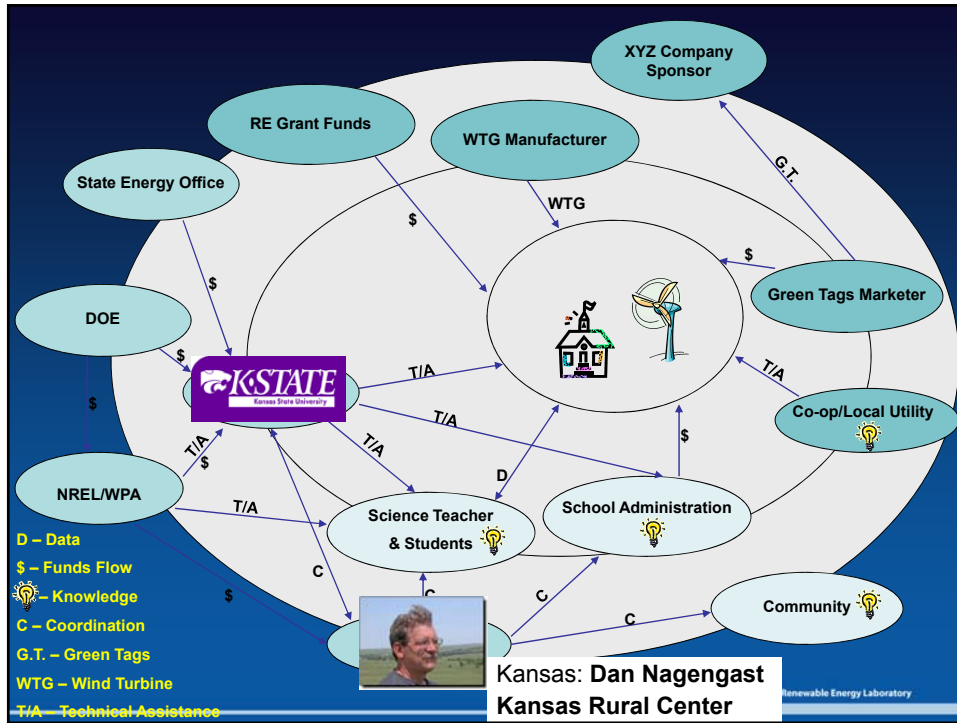 XYZ Company
Sponsor
RE Grant Funds
WTG Manufacturer
State Energy Office
G.T.
WTG
$
$
$
Green Tags Marketer
DOE
$
$
K·STATE
Kansas State University
T/A
T/A
$
T/A
Co-op/Local Utility
T/A
$
T/A
$
D
NREL/WPA
T/A
Science Teacher
& Students
School Administration
D – Data
$ – Funds Flow
– Knowledge
C – Coordination
G.T. – Green Tags
WTG – Wind Turbine
T/A – Technical Assistance
C
$
C
C
C
Community
Kansas: Dan Nagengast
Kansas Rural Center
Renewable Energy Laboratory